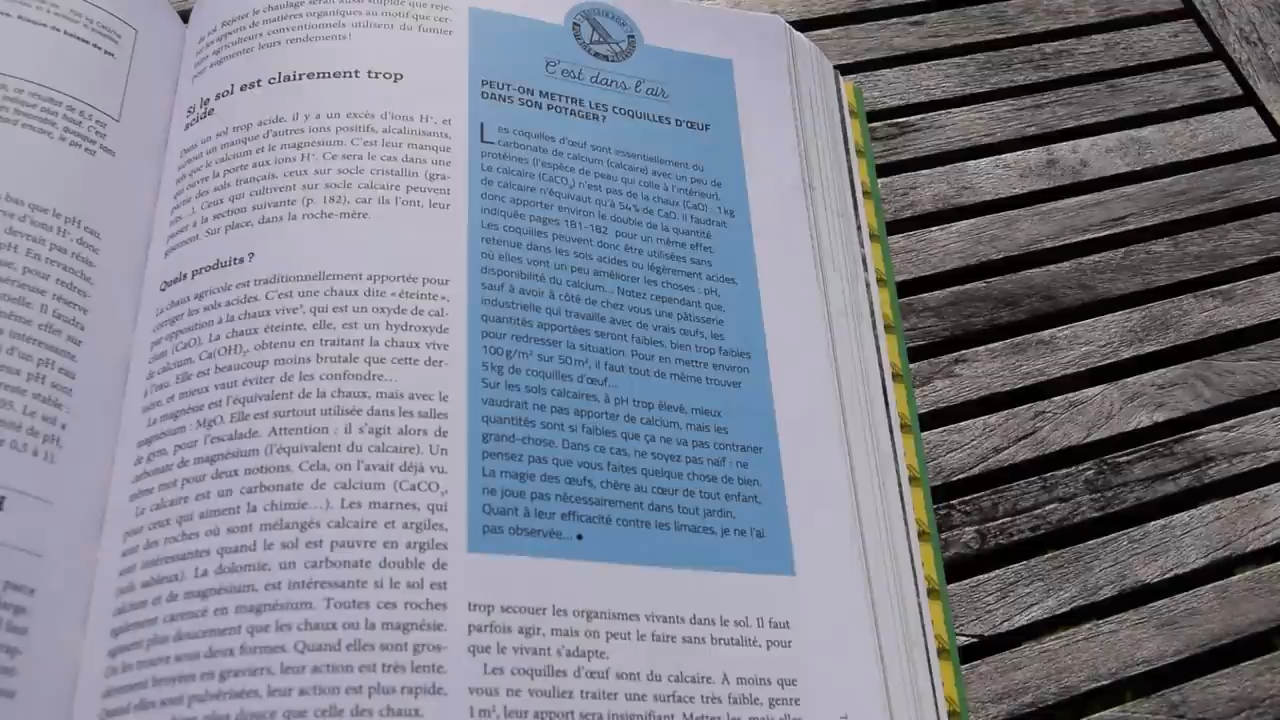 de sol. Rejeter le chaulage serait aussi stupide que reje-
les apports de matières organiques au motif que cer-
agriculteurs conventionnels utilisent du fumier
pour augmenter leurs rendements !
Si le sol est clairement trop
acide
Dans un sol trop acide, il y a un excès d'ions H⁺, et
surtout un manque d'autres ions positifs, alcalinisants,
tels que le calcium et le magnésium. C'est leur manque
qui ouvre la porte aux ions H⁺. Ce sera le cas dans une
partie des sols français, ceux sur socle cristallin (gra-
nits...). Ceux qui cultivent sur socle calcaire peuvent
passer à la section suivante (p. 182), car ils l'ont, leur
gisement. Sur place, dans la roche-mère.
Quels produits ?
La chaux agricole est traditionnellement apportée pour
corriger les sols acides. C'est une chaux dite « éteinte »,
par opposition à la chaux vive, qui est un oxyde de cal-
cium (CaO). La chaux éteinte, elle, est un hydroxyde
de calcium, Ca(OH)₂, obtenu en traitant la chaux vive
à l'eau. Elle est beaucoup moins brutale que cette der-
nière, et mieux vaut éviter de les confondre...
La magnésie est l'équivalent de la chaux, mais avec le
magnésium : MgO. Elle est surtout utilisée dans les salles
de gym, pour l'escalade. Attention : il s'agit alors de
carbonate de magnésium (l'équivalent du calcaire). Un
même mot pour deux notions. Cela, on l'avait déjà vu.
Le calcaire est un carbonate de calcium (CaCO₃,
pour ceux qui aiment la chimie...). Les marnes, qui
sont des roches où sont mélangés calcaire et argiles,
sont intéressantes quand le sol est pauvre en argiles
(sols sableux). La dolomie, un carbonate double de
calcium et de magnésium, est intéressante si le sol est
également carencé en magnésium. Toutes ces roches
agissent plus doucement que les chaux ou la magnésie.
On les trouve sous deux formes. Quand elles sont gros-
sièrement broyées en graviers, leur action est très lente.
Quand elles sont pulvérisées, leur action est plus rapide,
plus douce que celle des chaux.
C'est dans l'air
PEUT-ON METTRE LES COQUILLES D'ŒUF
DANS SON POTAGER ?
Les coquilles d'œuf sont essentiellement du
carbonate de calcium (calcaire) avec un peu de
protéines (l'espèce de peau qui colle à l'intérieur).
Le calcaire (CaCO₃) n'est pas de la chaux (CaO) : 1 kg
de calcaire n'équivaut qu'à 54 % de CaO. Il faudrait
donc apporter environ le double de la quantité
indiquée pages 181-182 pour un même effet.
Les coquilles peuvent donc être utilisées sans
retenue dans les sols acides ou légèrement acides,
où elles vont un peu améliorer les choses : pH,
disponibilité du calcium... Notez cependant que,
sauf à avoir à côté de chez vous une pâtisserie
industrielle qui travaille avec de vrais œufs, les
quantités apportées seront faibles, bien trop faibles
pour redresser la situation. Pour en mettre environ
100 g/m² sur 50 m², il faut tout de même trouver
5 kg de coquilles d'œuf...
Sur les sols calcaires, à pH trop élevé, mieux
vaudrait ne pas apporter de calcium, mais les
quantités sont si faibles que ça ne va pas contrarier
grand-chose. Dans ce cas, ne soyez pas naïf : ne
pensez pas que vous faites quelque chose de bien.
La magie des œufs, chère au cœur de tout enfant,
ne joue pas nécessairement dans tout jardin.
Quant à leur efficacité contre les limaces, je ne l'ai
pas observée... ●
trop secouer les organismes vivants dans le sol. Il faut
parfois agir, mais on peut le faire sans brutalité, pour
que le vivant s'adapte.
Les coquilles d'œuf sont du calcaire. À moins que
vous ne vouliez traiter une surface très faible, genre
1 m², leur apport sera insignifiant. Mettez-les, mais elles